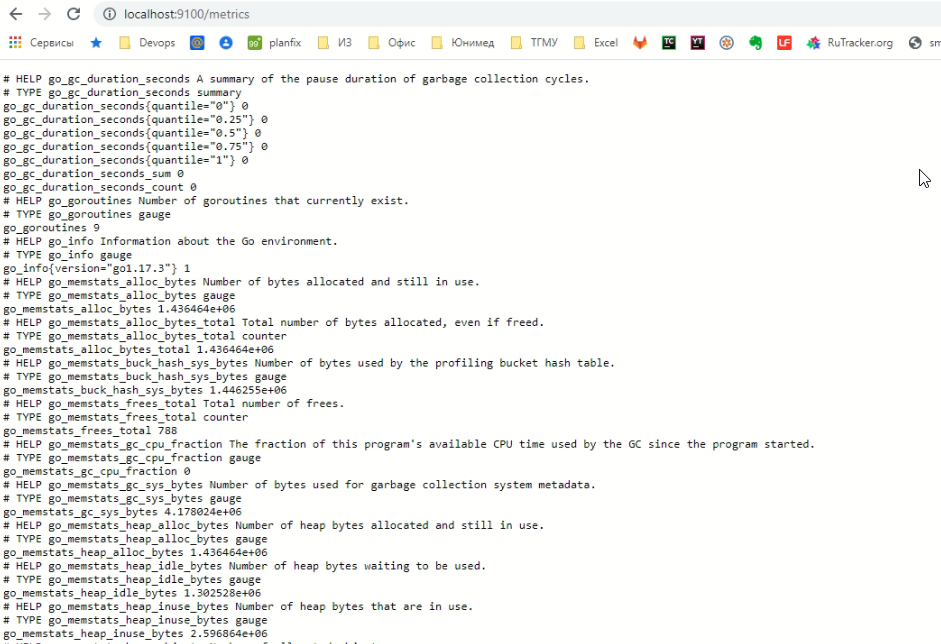 localhost:9100/metrics
Сервисы Devops planfix ИЗ Офис Юнимед ТГМУ Excel TC YT LF RuTracker.org sm
# HELP go_gc_duration_seconds A summary of the pause duration of garbage collection cycles.
# TYPE go_gc_duration_seconds summary
go_gc_duration_seconds{quantile="0"} 0
go_gc_duration_seconds{quantile="0.25"} 0
go_gc_duration_seconds{quantile="0.5"} 0
go_gc_duration_seconds{quantile="0.75"} 0
go_gc_duration_seconds{quantile="1"} 0
go_gc_duration_seconds_sum 0
go_gc_duration_seconds_count 0
# HELP go_goroutines Number of goroutines that currently exist.
# TYPE go_goroutines gauge
go_goroutines 9
# HELP go_info Information about the Go environment.
# TYPE go_info gauge
go_info{version="go1.17.3"} 1
# HELP go_memstats_alloc_bytes Number of bytes allocated and still in use.
# TYPE go_memstats_alloc_bytes gauge
go_memstats_alloc_bytes 1.436464e+06
# HELP go_memstats_alloc_bytes_total Total number of bytes allocated, even if freed.
# TYPE go_memstats_alloc_bytes_total counter
go_memstats_alloc_bytes_total 1.436464e+06
# HELP go_memstats_buck_hash_sys_bytes Number of bytes used by the profiling bucket hash table.
# TYPE go_memstats_buck_hash_sys_bytes gauge
go_memstats_buck_hash_sys_bytes 1.446255e+06
# HELP go_memstats_frees_total Total number of frees.
# TYPE go_memstats_frees_total counter
go_memstats_frees_total 788
# HELP go_memstats_gc_cpu_fraction The fraction of this program's available CPU time used by the GC since the program started.
# TYPE go_memstats_gc_cpu_fraction gauge
go_memstats_gc_cpu_fraction 0
# HELP go_memstats_gc_sys_bytes Number of bytes used for garbage collection system metadata.
# TYPE go_memstats_gc_sys_bytes gauge
go_memstats_gc_sys_bytes 4.178024e+06
# HELP go_memstats_heap_alloc_bytes Number of heap bytes allocated and still in use.
# TYPE go_memstats_heap_alloc_bytes gauge
go_memstats_heap_alloc_bytes 1.436464e+06
# HELP go_memstats_heap_idle_bytes Number of heap bytes waiting to be used.
# TYPE go_memstats_heap_idle_bytes gauge
go_memstats_heap_idle_bytes 1.302528e+06
# HELP go_memstats_heap_inuse_bytes Number of heap bytes that are in use.
# TYPE go_memstats_heap_inuse_bytes gauge
go_memstats_heap_inuse_bytes 2.596864e+06